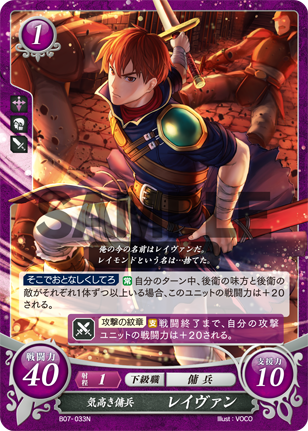 1
SAMPLE
俺の今の名前はレイヴァンだ。
レイモンドという名は…捨てた。
そこでおとなしくしてろ 常 自分のターン中、後衛の味方と後衛の
敵がそれぞれ1体ずつ以上いる場合、このユニットの戦闘力は+20
される。
攻撃の紋章 支 戦闘終了まで、自分の攻撃
ユニットの戦闘力は+20される。
戦闘力
40
射程 1 下級職 傭兵
支援力
10
気高き傭兵 レイヴァン
B07-033N
Illust:VOCO